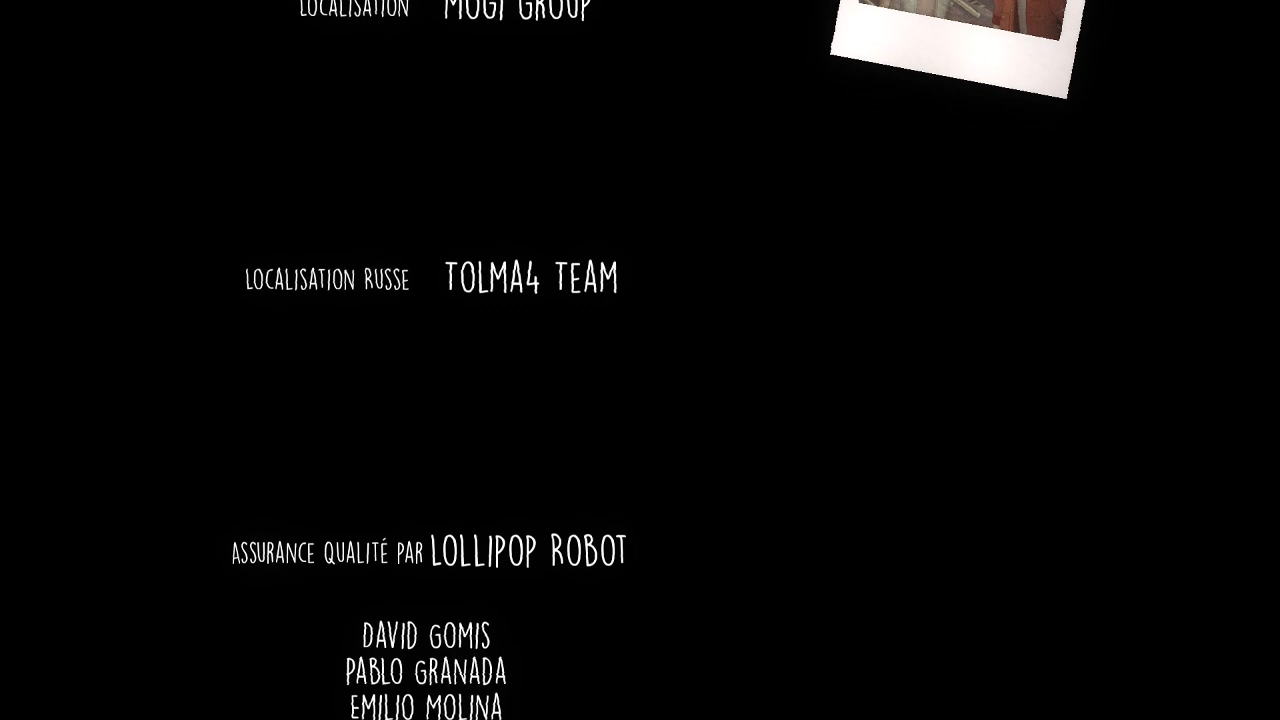 LOCALISATION MOGI GROUP
LOCALISATION RUSSE TOLMA4 TEAM
ASSURANCE QUALITÉ PAR LOLLIPOP ROBOT
DAVID GOMIS
PABLO GRANADA
EMILIO MOLINA